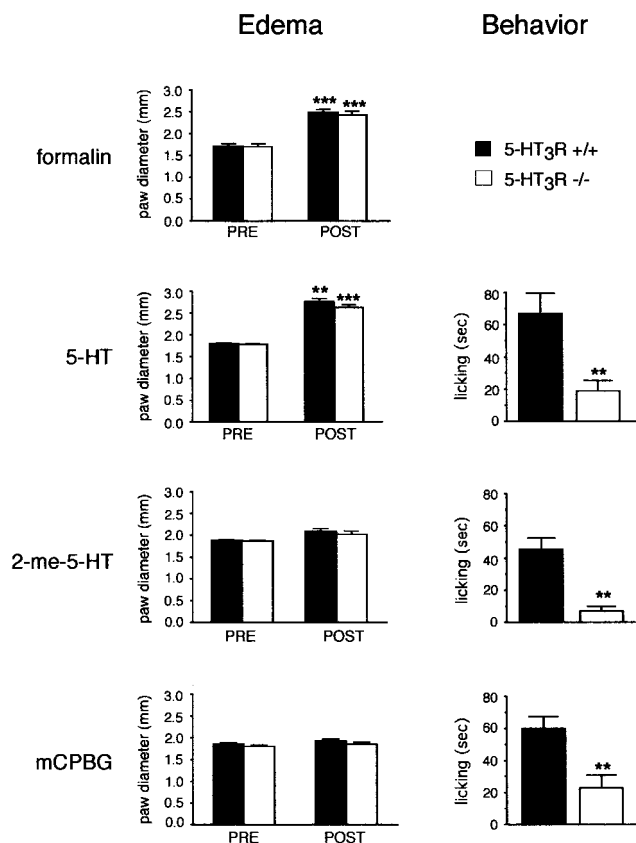 Edema
Behavior
formalin
paw diameter (mm)
3.0
2.5
2.0
1.5
1.0
0.5
0.0
*** ***
PRE
POST
5-HT₃R +/+
5-HT₃R -/-
5-HT
paw diameter (mm)
3.0
2.5
2.0
1.5
1.0
0.5
0.0
** ***
PRE
POST
licking (sec)
80
60
40
20
0
**
2-me-5-HT
paw diameter (mm)
3.0
2.5
2.0
1.5
1.0
0.5
0.0
PRE
POST
licking (sec)
80
60
40
20
0
**
mCPBG
paw diameter (mm)
3.0
2.5
2.0
1.5
1.0
0.5
0.0
PRE
POST
licking (sec)
80
60
40
20
0
**